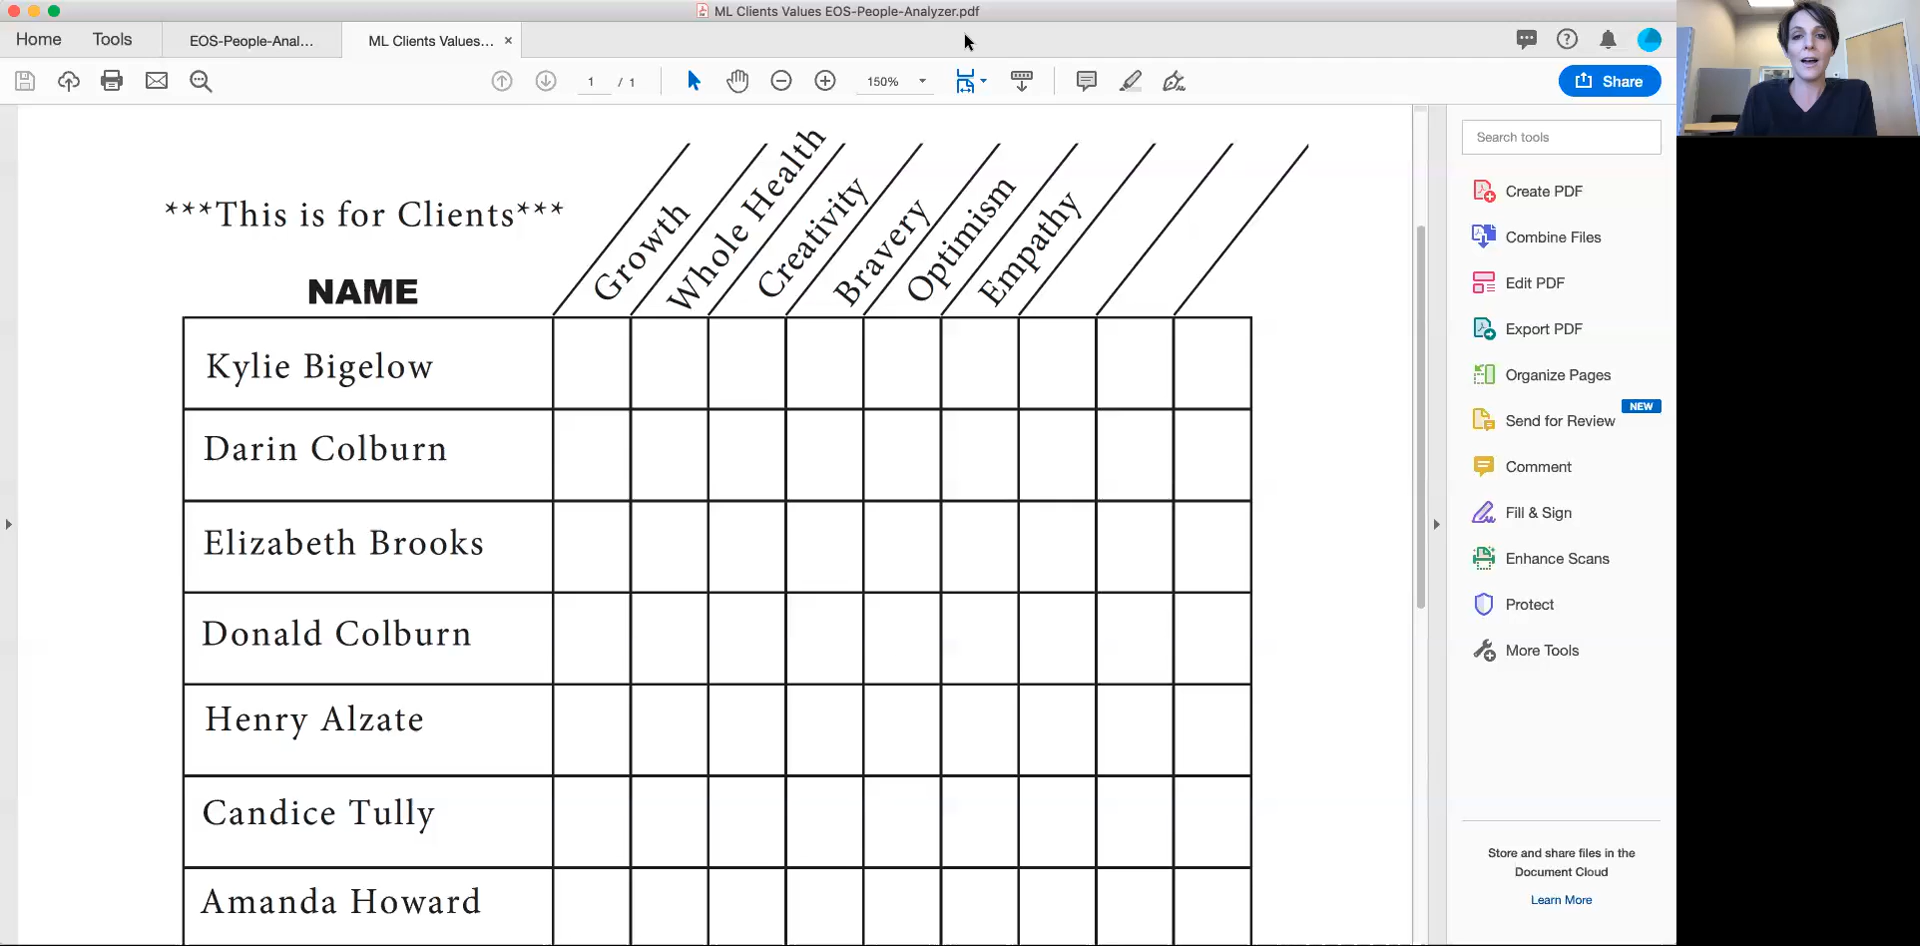 ML Clients Values EOS-People-Analyzer.pdf
Home
Tools
EOS-People-Anal...
ML Clients Values...
1 / 1
150%
Share
Search tools
Create PDF
Combine Files
Edit PDF
Export PDF
Organize Pages
NEW
Send for Review
Comment
Fill & Sign
Enhance Scans
Protect
More Tools
Store and share files in the
Document Cloud
Learn More
***This is for Clients***
NAME
Growth
Whole Health
Creativity
Bravery
Optimism
Empathy
Kylie Bigelow
Darin Colburn
Elizabeth Brooks
Donald Colburn
Henry Alzate
Candice Tully
Amanda Howard